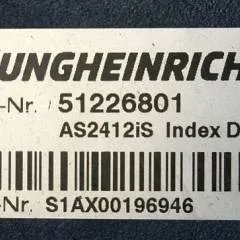 UNGHEINRICH
-Nr. 51226801
AS2412iS Index D
-Nr. S1AX00196946